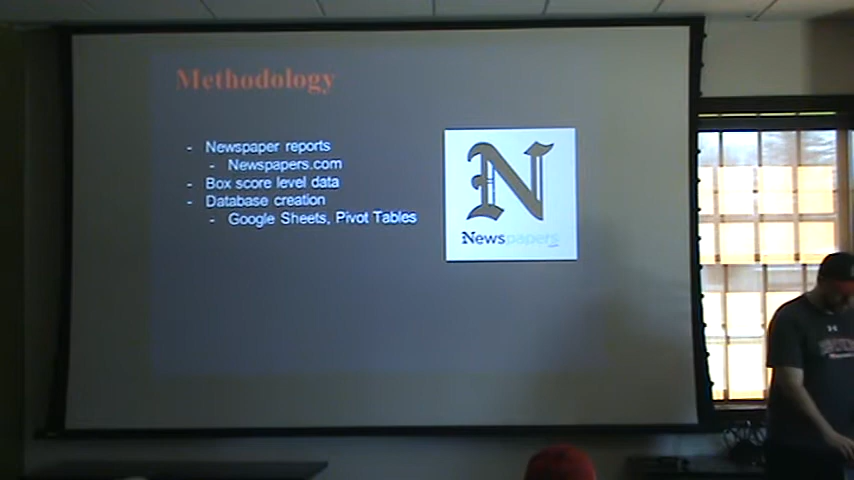 Methodology
- Newspaper reports
- Newspapers.com
- Box score level data
- Database creation
- Google Sheets, Pivot Tables
N
Newspapers